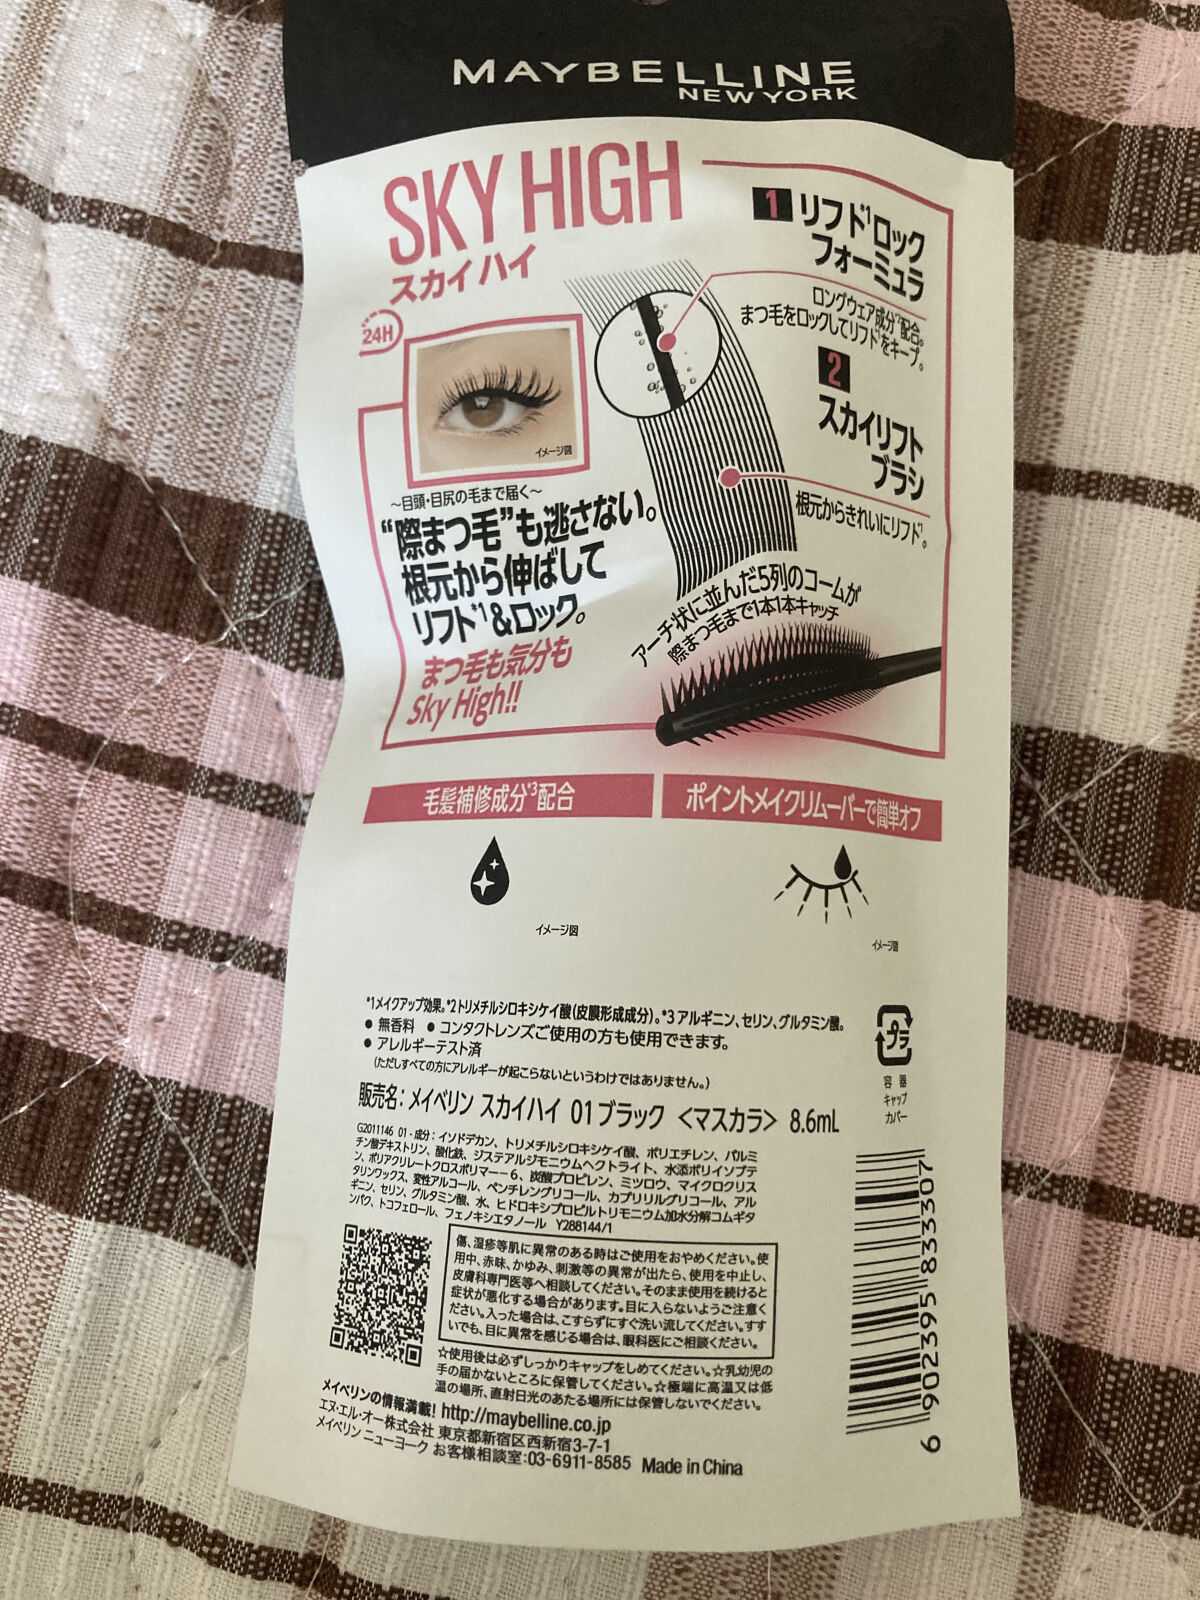 MAYBELLINE
NEW YORK
SKY HIGH
スカイハイ
24H
イメージ図
～目頭・目尻の毛まで届く～
“際まつ毛”も逃さない。
根元から伸ばして
リフト*1&ロック。
まつ毛も気分も
Sky High!!
1 リフト*1ロック
フォーミュラ
ロングウェア成分*2配合。
まつ毛をロックしてリフト*1をキープ。
2
スカイリフト
ブラシ
根元からきれいにリフト*1。
アーチ状に並んだ5列のコームが
際まつ毛まで1本1本キャッチ
毛髪補修成分*3配合
イメージ図
ポイントメイクリムーバーで簡単オフ
イメージ図
*1メイクアップ効果。*2トリメチルシロキシケイ酸(皮膜形成成分)。*3 アルギニン、セリン、グルタミン酸。
● 無香料 ● コンタクトレンズご使用の方も使用できます。
● アレルギーテスト済
(ただしすべての方にアレルギーが起こらないというわけではありません。)
販売名：メイベリン スカイハイ 01 ブラック 〈マスカラ〉 8.6mL
プラ
容器
キャップ
カバー
G2011146 01 - 成分：イソドデカン、トリメチルシロキシケイ酸、ポリエチレン、パルミ
チン酸デキストリン、酸化鉄、ジステアルジモニウムヘクトライト、水添ポリイソブテ
ン、ポリアクリレートクロスポリマー－6、炭酸プロピレン、ミツロウ、マイクロクリス
タリンワックス、変性アルコール、ペンチレングリコール、カプリリルグリコール、アル
ギニン、セリン、グルタミン酸、水、ヒドロキシプロピルトリモニウム加水分解コムギタ
ンパク、トコフェロール、フェノキシエタノール Y288144/1
傷、湿疹等肌に異常のある時はご使用をおやめください。使
用中、赤味、かゆみ、刺激等の異常が出たら、使用を中止し、
皮膚科専門医等へ相談してください。そのまま使用を続けると
症状が悪化する場合があります。目に入らないようご注意く
ださい。入った場合は、こすらずにすぐ洗い流してください。すす
いでも、目に異常を感じる場合は、眼科医にご相談ください。
☆使用後は必ずしっかりキャップをしめてください。☆乳幼児の
手の届かないところに保管してください。☆極端に高温又は低
温の場所、直射日光のあたる場所には保管しないでください。
メイベリンの情報満載！http://maybelline.co.jp
エヌ・エル・オー株式会社 東京都新宿区西新宿3-7-1
メイベリン ニューヨーク お客様相談室：03-6911-8585 Made in China
6 902395 833307